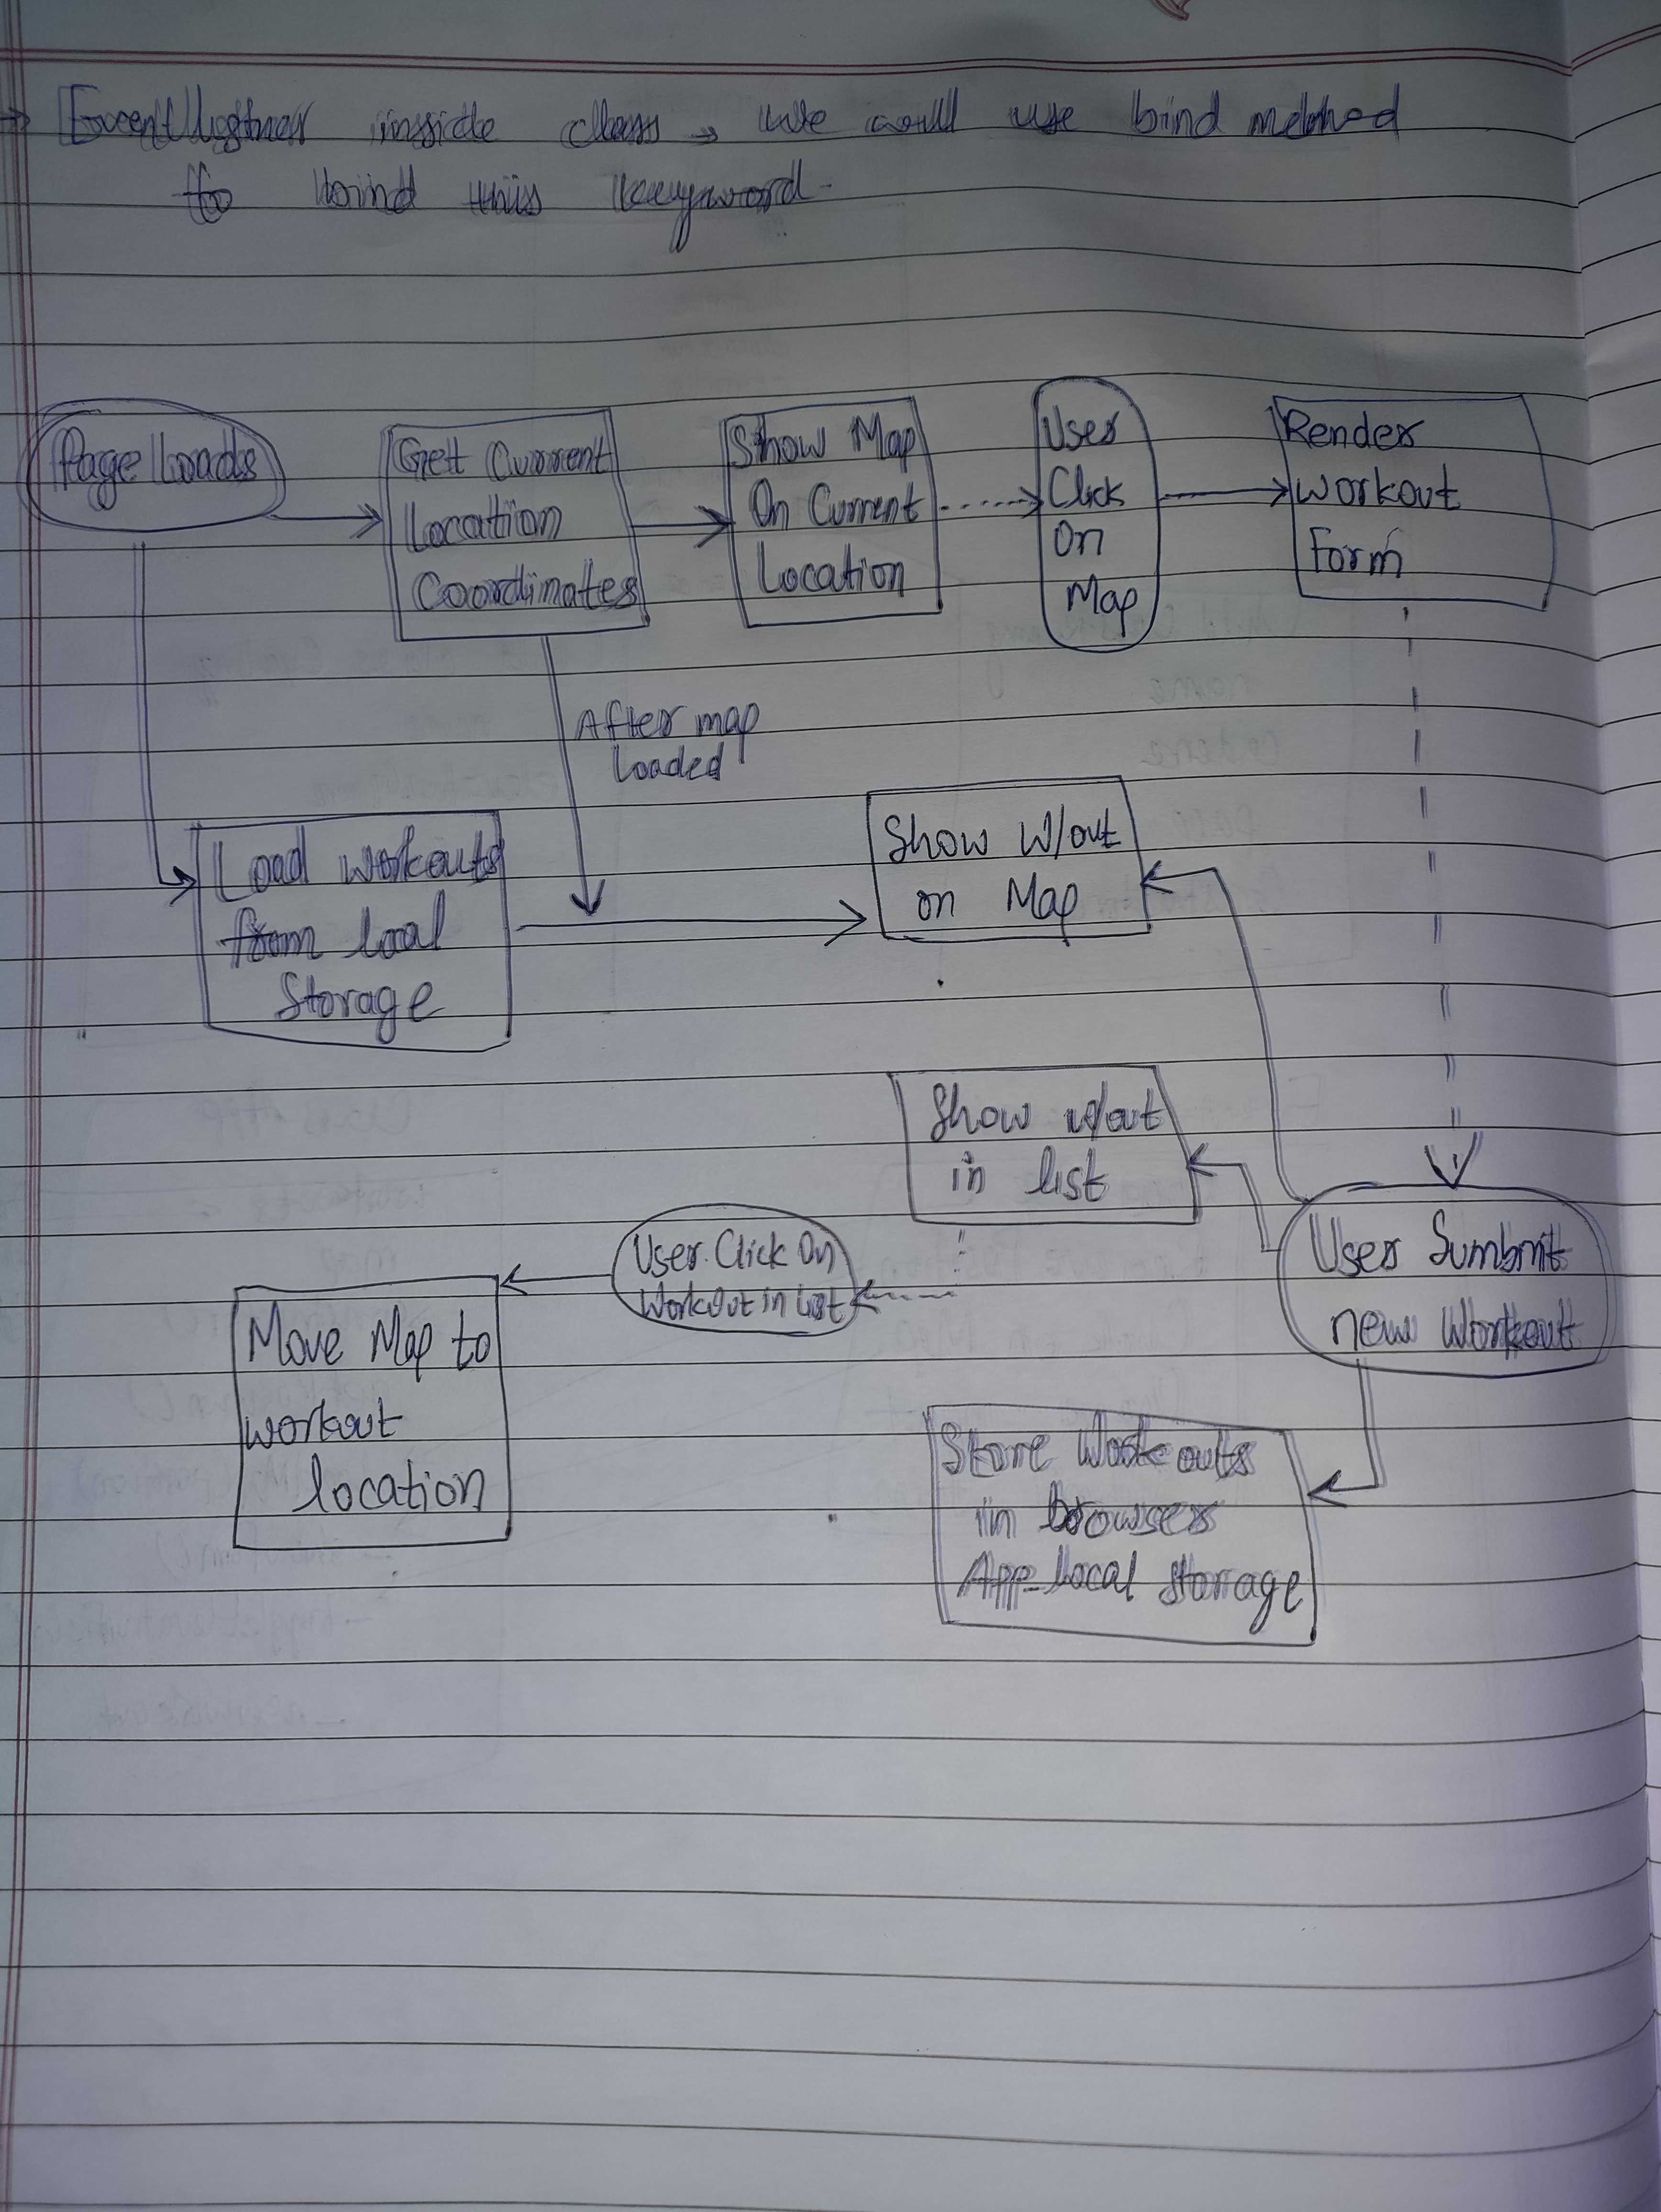 → Eventlistner inside class, we will use bind method
to bind this keyword.
Page Loads
Get Current
Location
Coordinates
Show Map
On Current
Location
User
Click
On
Map
Render
Workout
Form
After map
loaded
Load workouts
from local
Storage
Show W/out
on Map
Show w/out
in list
User Click On
Workout in List
Move Map to
workout
location
User Sumbmit
new Workout
Store Workouts
in browsers
App-local storage